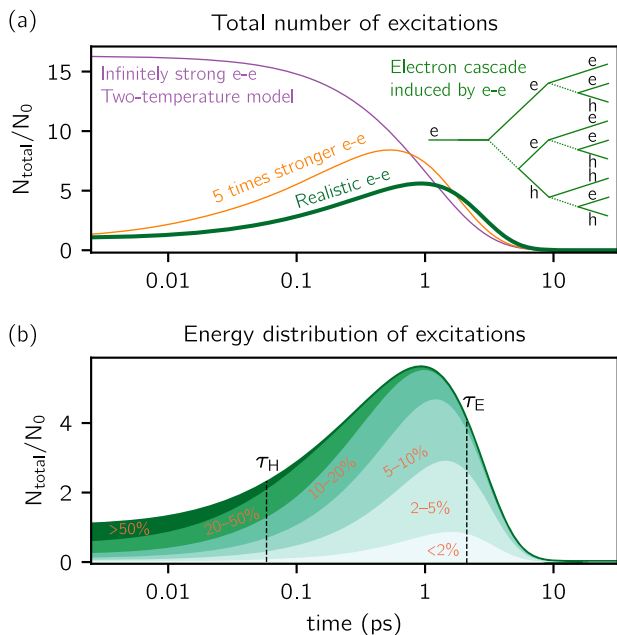 (a)
Total number of excitations
N_total/N_0
15
10
5
0
Infinitely strong e-e
Two-temperature model
5 times stronger e-e
Realistic e-e
Electron cascade
induced by e-e
e
e
h
e
h
e
e
h
e
e
h
h
e
h
0.01
0.1
1
10
(b)
Energy distribution of excitations
N_total/N_0
4
2
0
τ_H
τ_E
>50%
20–50%
10–20%
5–10%
2–5%
<2%
0.01
0.1
1
10
time (ps)